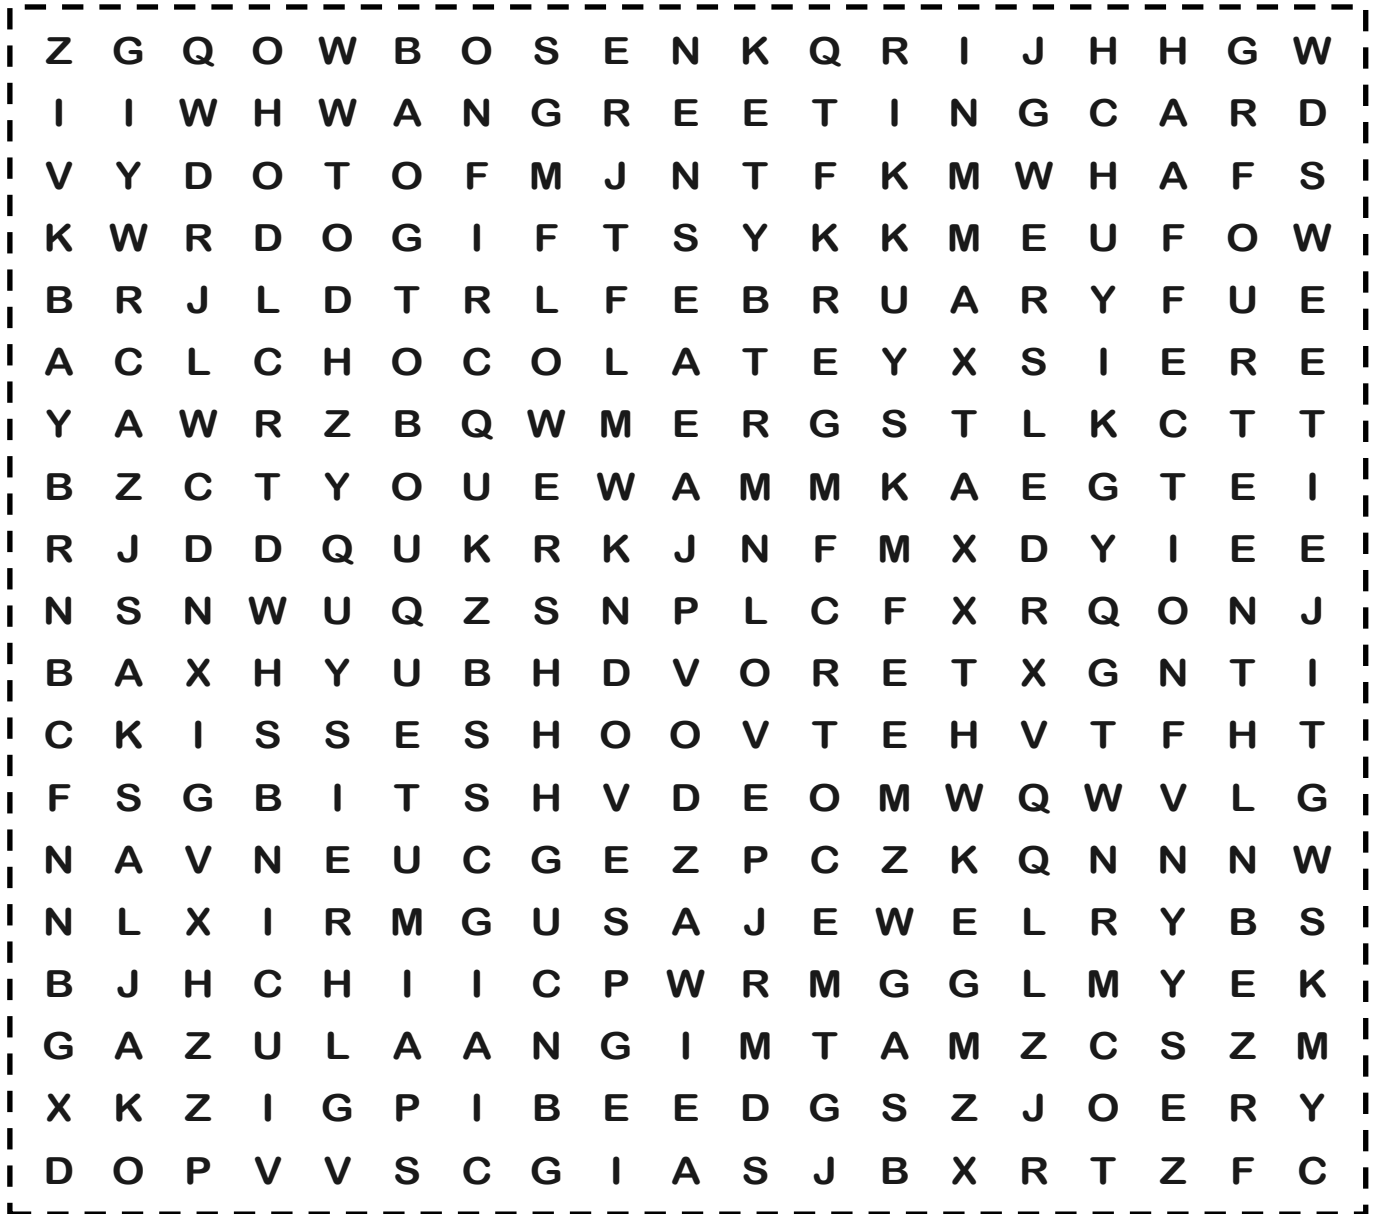 Z G Q O W B O S E N K Q R I J H H G W
I I W H W A N G R E E T I N G C A R D
V Y D O T O F M J N T F K M W H A F S
K W R D O G I F T S Y K K M E U F O W
B R J L D T R L F E B R U A R Y F U E
A C L C H O C O L A T E Y X S I E R E
Y A W R Z B Q W M E R G S T L K C T T
B Z C T Y O U E W A M M K A E G T E I
R J D D Q U K R K J N F M X D Y I E E
N S N W U Q Z S N P L C F X R Q O N J
B A X H Y U B H D V O R E T X G N T I
C K I S S E S H O O V T E H V T F H T
F S G B I T S H V D E O M W Q W V L G
N A V N E U C G E Z P C Z K Q N N N W
N L X I R M G U S A J E W E L R Y B S
B J H C H I I C P W R M G G L M Y E K
G A Z U L A A N G I M T A M Z C S Z M
X K Z I G P I B E E D G S Z J O E R Y
D O P V V S C G I A S J B X R T Z F C